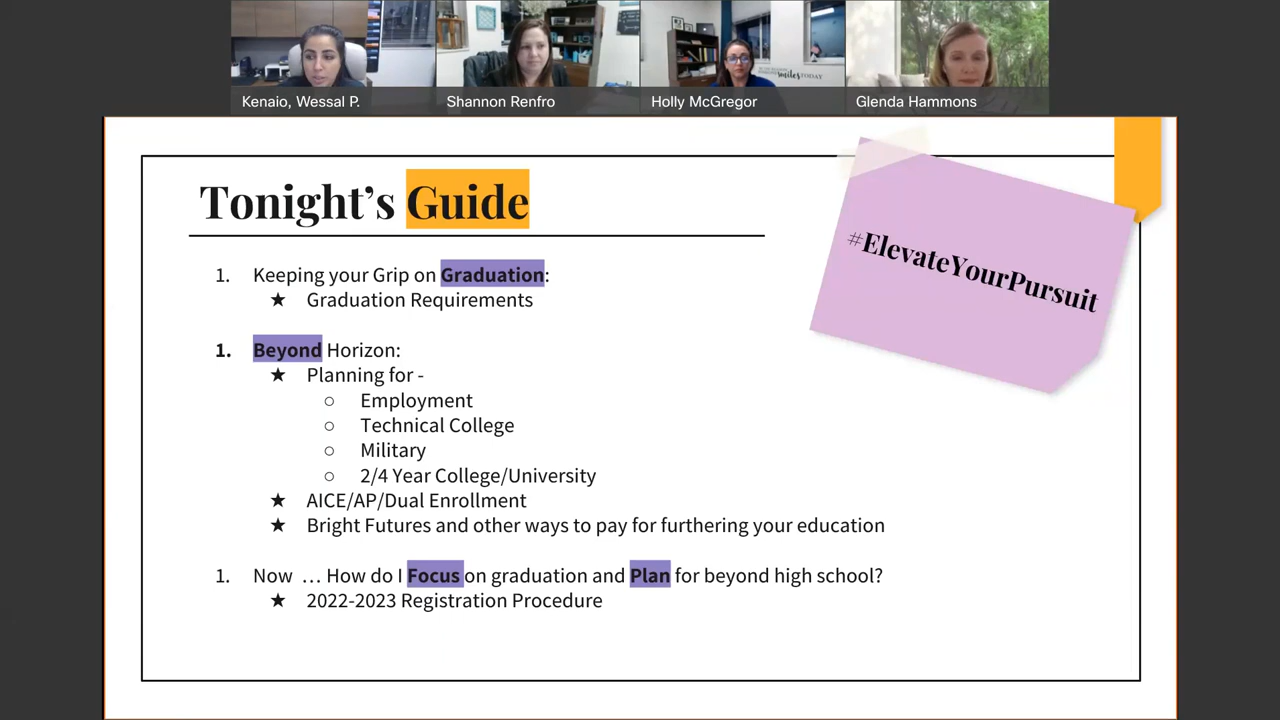 Kenaio, Wessal P.
Shannon Renfro
Holly McGregor
Glenda Hammons
smilesTODAY
Tonight's Guide
#ElevateYourPursuit
1. Keeping your Grip on Graduation:
★ Graduation Requirements
1. Beyond Horizon:
★ Planning for -
○ Employment
○ Technical College
○ Military
○ 2/4 Year College/University
★ AICE/AP/Dual Enrollment
★ Bright Futures and other ways to pay for furthering your education
1. Now … How do I Focus on graduation and Plan for beyond high school?
★ 2022-2023 Registration Procedure